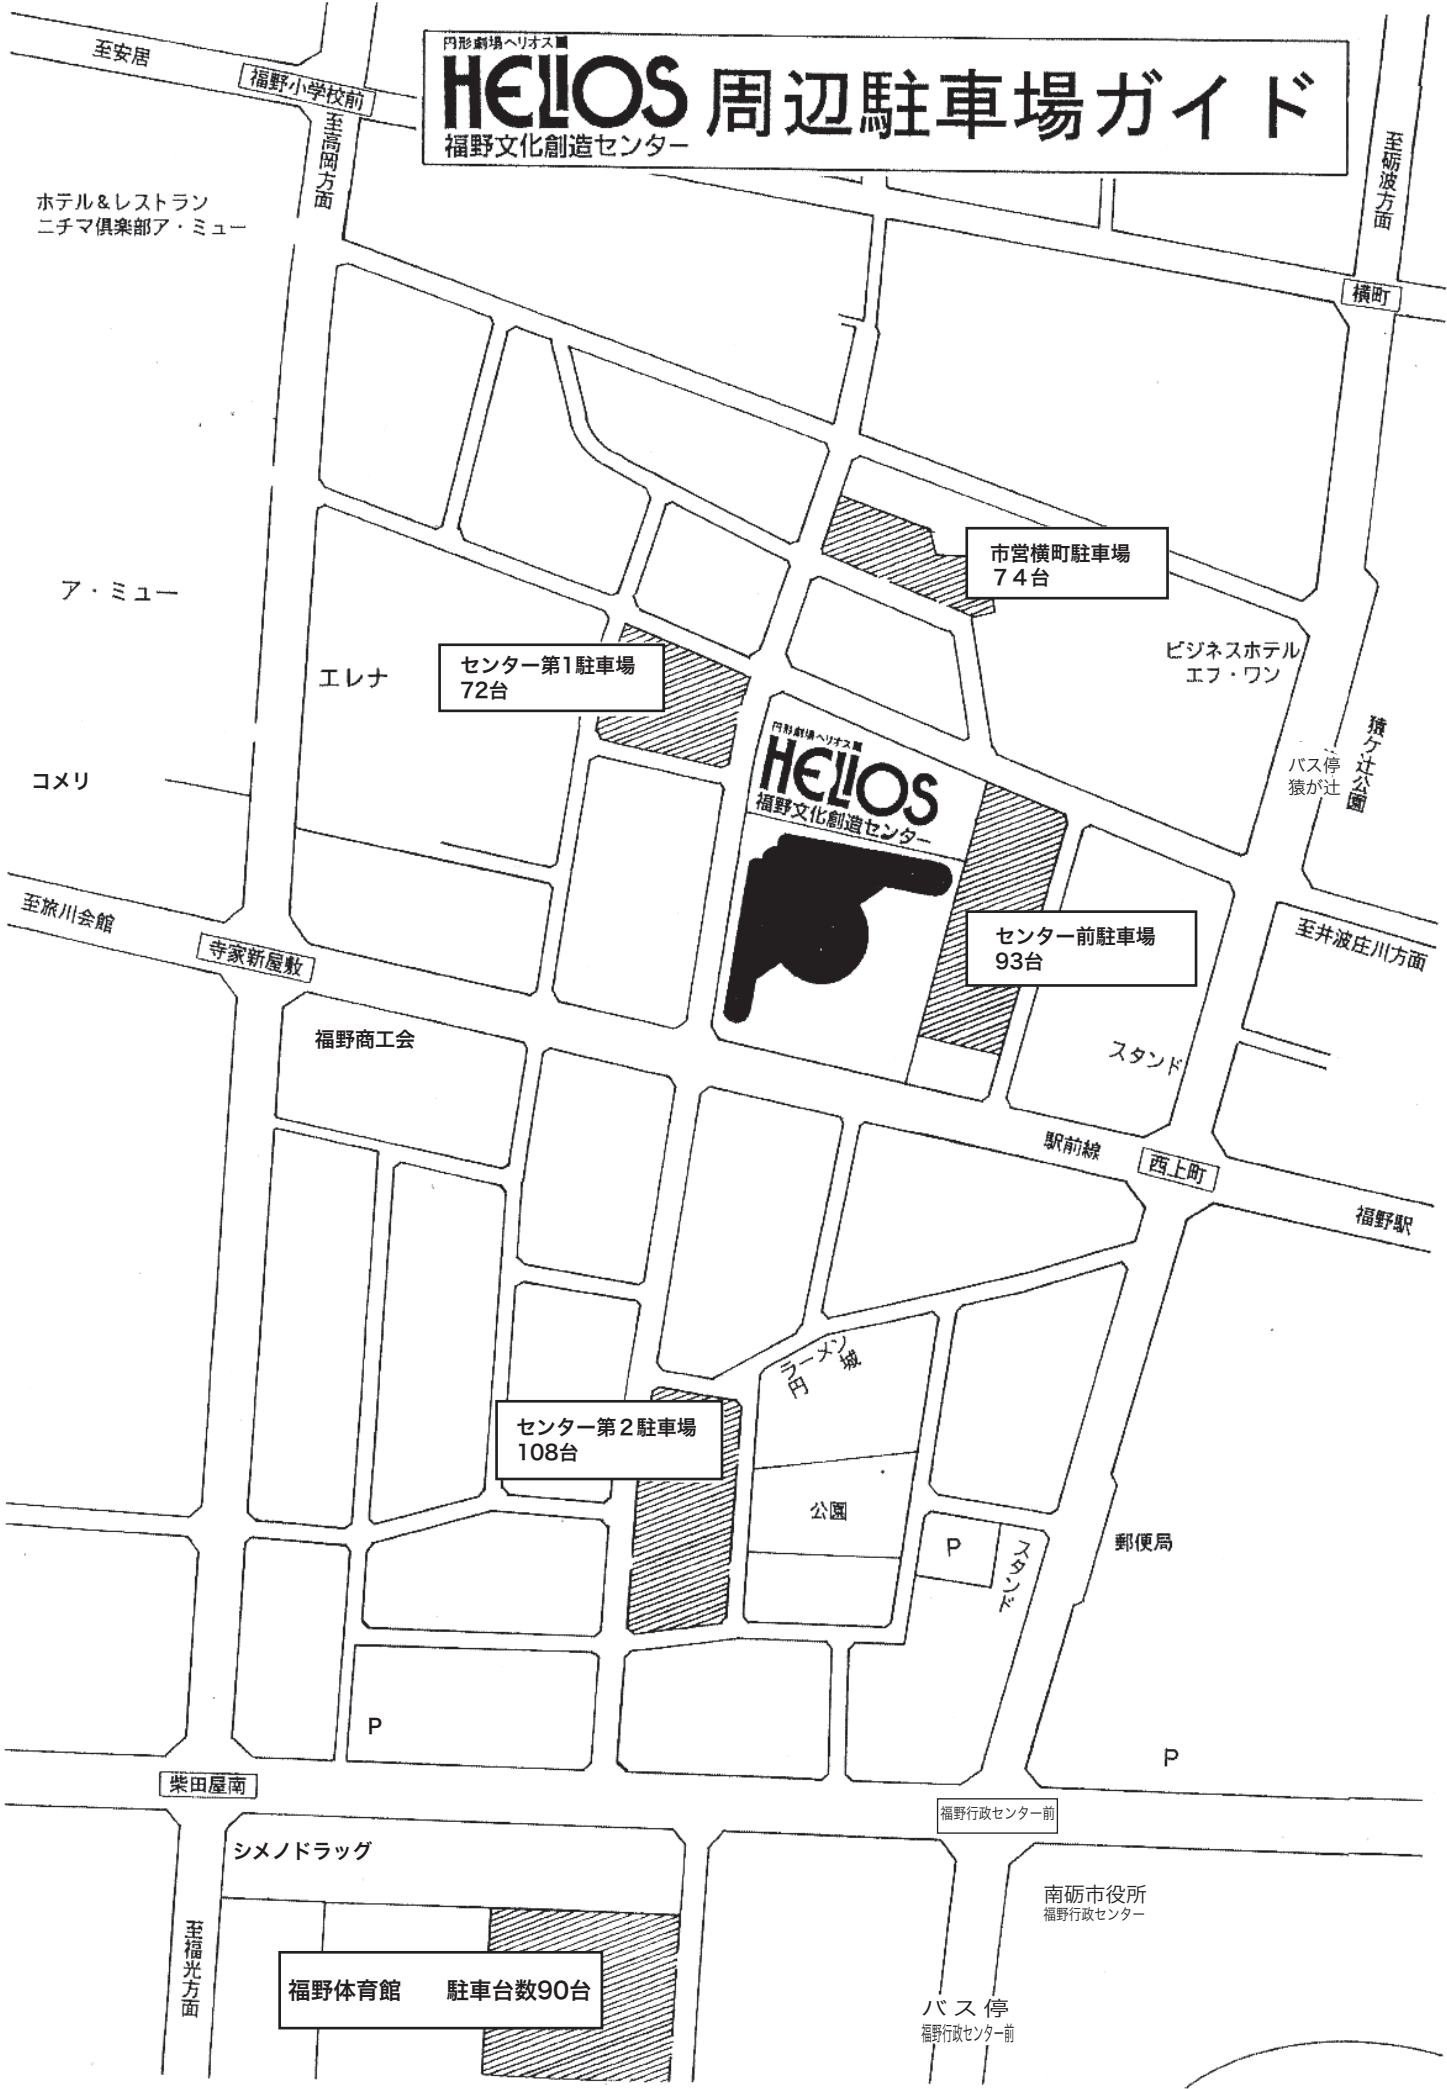 円形劇場ヘリオス
HELIOS
福野文化創造センター
周辺駐車場ガイド
至安居
福野小学校前
至高岡方面
至砺波方面
ホテル&レストラン
ニチマ倶楽部ア・ミュー
横町
市営横町駐車場
74台
ア・ミュー
エレナ
センター第1駐車場
72台
ビジネスホテル
エフ・ワン
猿ケ辻公園
バス停
猿が辻
コメリ
円形劇場ヘリオス
HELIOS
福野文化創造センター
至旅川会館
寺家新屋敷
センター前駐車場
93台
至井波庄川方面
福野商工会
スタンド
駅前線
西上町
福野駅
ラーメン
円城
センター第2駐車場
108台
公園
P
スタンド
郵便局
P
P
柴田屋南
福野行政センター前
シメノドラッグ
南砺市役所
福野行政センター
至福光方面
福野体育館 駐車台数90台
バス停
福野行政センター前